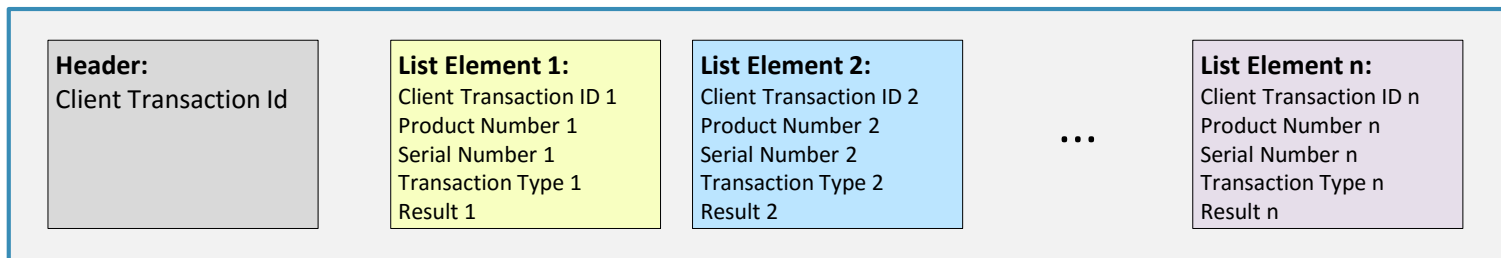 Header:
Client Transaction Id
List Element 1:
Client Transaction ID 1
Product Number 1
Serial Number 1
Transaction Type 1
Result 1
List Element 2:
Client Transaction ID 2
Product Number 2
Serial Number 2
Transaction Type 2
Result 2
...
List Element n:
Client Transaction ID n
Product Number n
Serial Number n
Transaction Type n
Result n